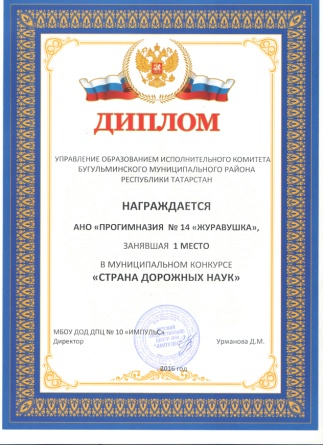 ДИПЛОМ
УПРАВЛЕНИЕ ОБРАЗОВАНИЕМ ИСПОЛНИТЕЛЬНОГО КОМИТЕТА
БУГУЛЬМИНСКОГО МУНИЦИПАЛЬНОГО РАЙОНА
РЕСПУБЛИКИ ТАТАРСТАН
НАГРАЖДАЕТСЯ
АНО «ПРОГИМНАЗИЯ № 14 «ЖУРАВУШКА»,
ЗАНЯВШАЯ 1 МЕСТО
В МУНИЦИПАЛЬНОМ КОНКУРСЕ
«СТРАНА ДОРОЖНЫХ НАУК»
МБОУ ДОД ДПЦ № 10 «ИМПУЛЬС»
Директор Урманова Д.М.
2016 год